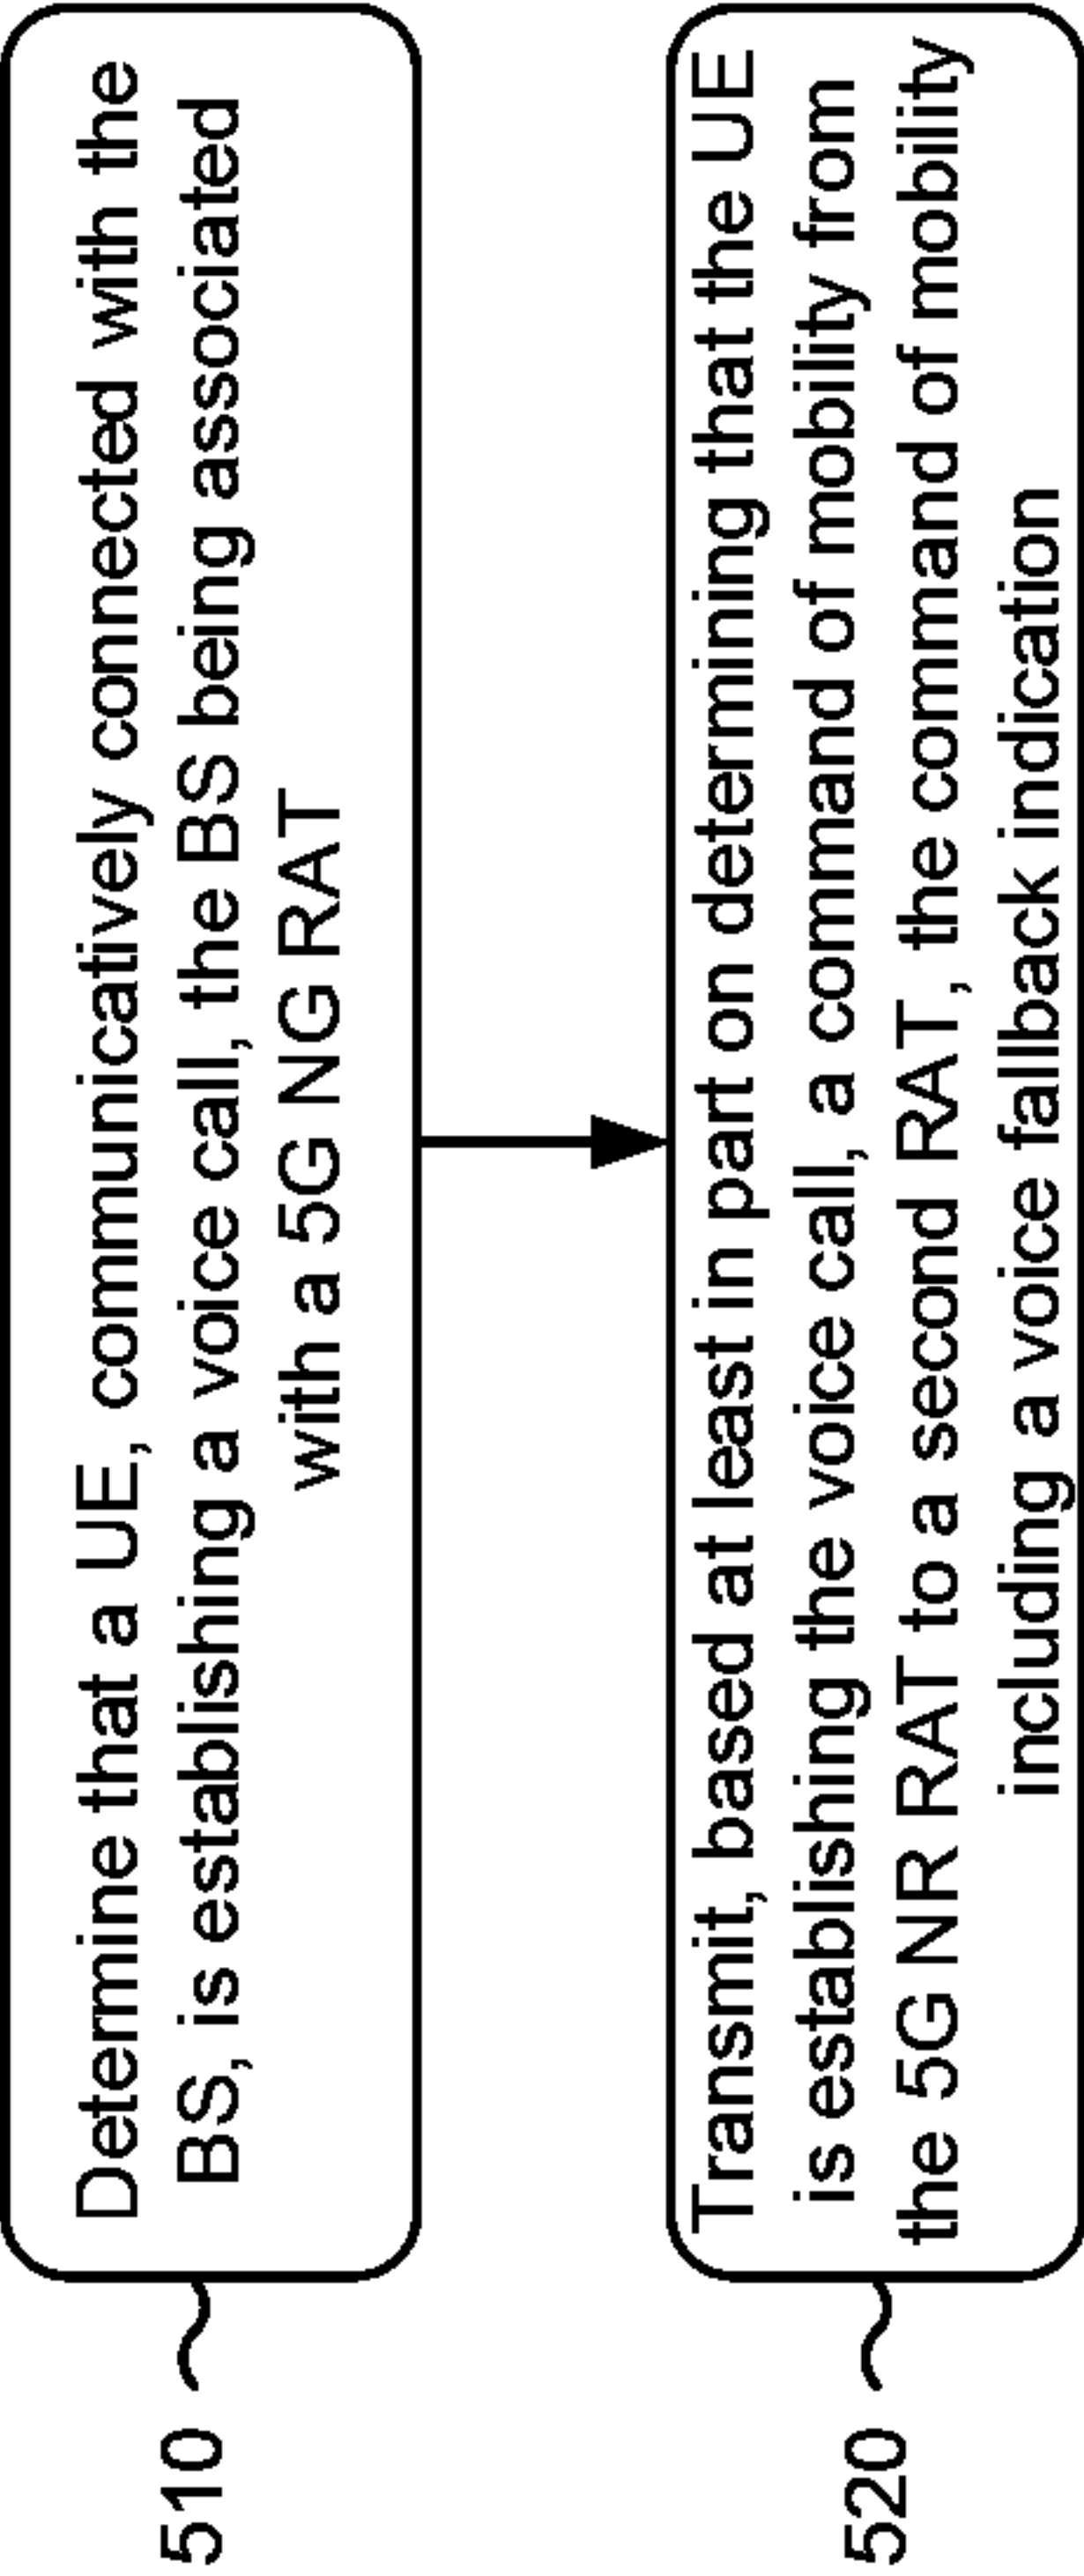 510
Determine that a UE, communicatively connected with the
BS, is establishing a voice call, the BS being associated
with a 5G NG RAT
520
Transmit, based at least in part on determining that the UE
is establishing the voice call, a command of mobility from
the 5G NR RAT to a second RAT, the command of mobility
including a voice fallback indication